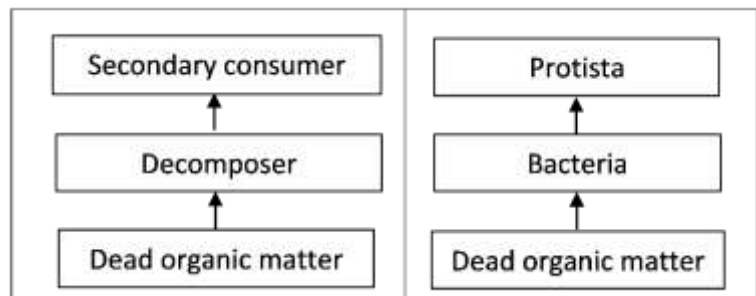 Secondary consumer
Decomposer
Dead organic matter
Protista
Bacteria
Dead organic matter